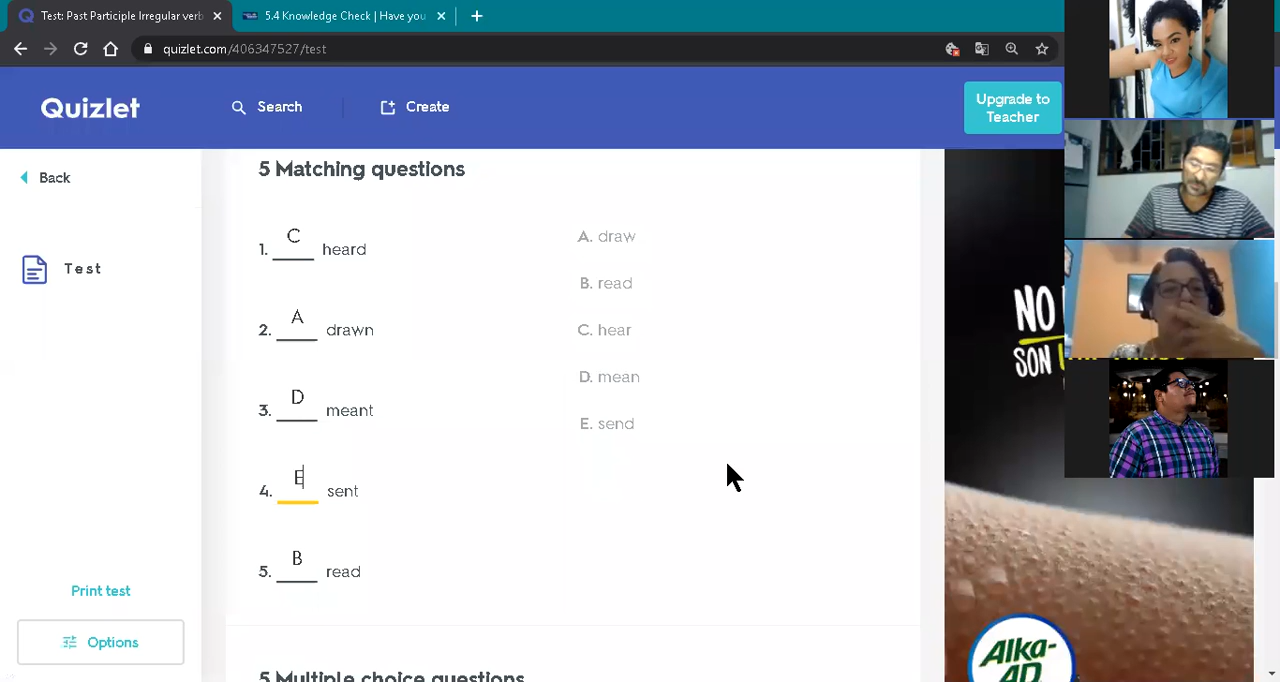 Test: Past Participle Irregular verb
5.4 Knowledge Check | Have you
quizlet.com/406347527/test
Quizlet
Search
Create
Upgrade to
Teacher
Back
Test
Print test
Options
5 Matching questions
1. C heard
2. A drawn
3. D meant
4. E sent
5. B read
A. draw
B. read
C. hear
D. mean
E. send
5 Multiple choice questions
NO
SON
Alka-
AD